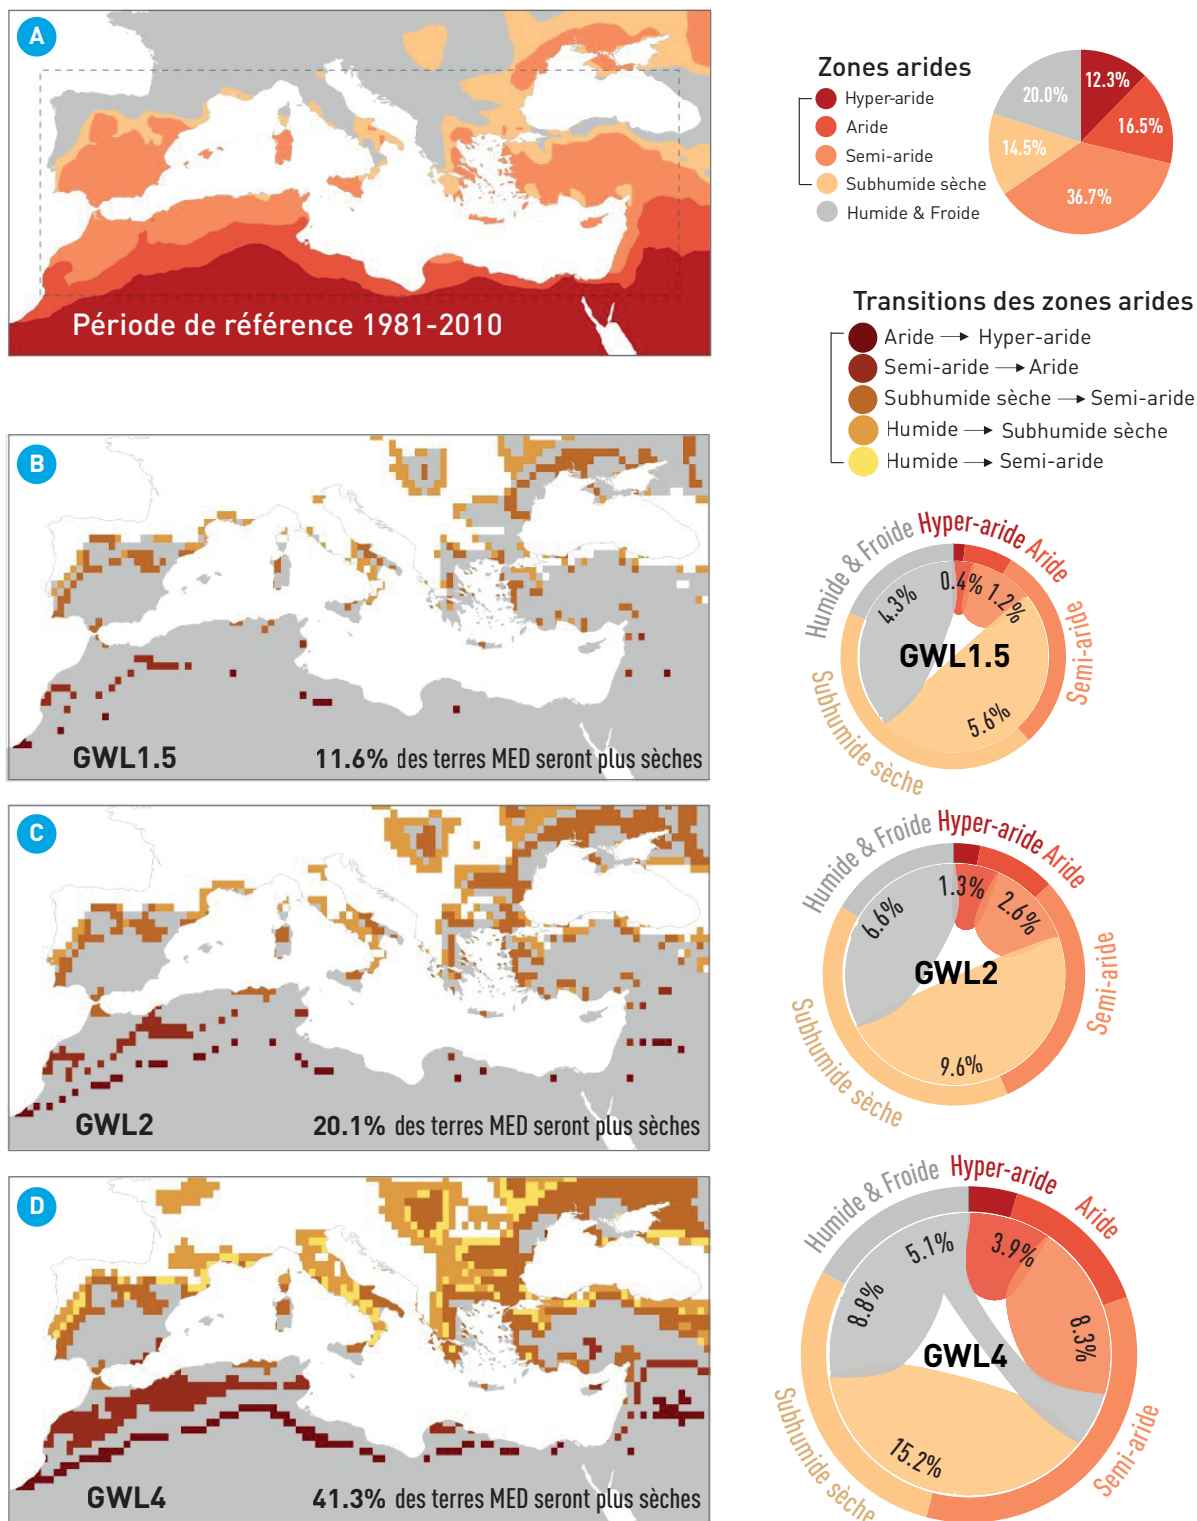 A
Période de référence 1981-2010
Zones arides
Hyper-aride
Aride
Semi-aride
Subhumide sèche
Humide & Froide
12.3%
16.5%
36.7%
14.5%
20.0%
Transitions des zones arides
Aride → Hyper-aride
Semi-aride → Aride
Subhumide sèche → Semi-aride
Humide → Subhumide sèche
Humide → Semi-aride
B
GWL1.5
11.6% des terres MED seront plus sèches
Humide & Froide
Hyper-aride
Aride
Semi-aride
Subhumide sèche
4.3%
0.4%
1.2%
5.6%
GWL1.5
C
GWL2
20.1% des terres MED seront plus sèches
Humide & Froide
Hyper-aride
Aride
Semi-aride
Subhumide sèche
6.6%
1.3%
2.6%
9.6%
GWL2
D
GWL4
41.3% des terres MED seront plus sèches
Humide & Froide
Hyper-aride
Aride
Semi-aride
Subhumide sèche
8.8%
5.1%
3.9%
8.3%
15.2%
GWL4